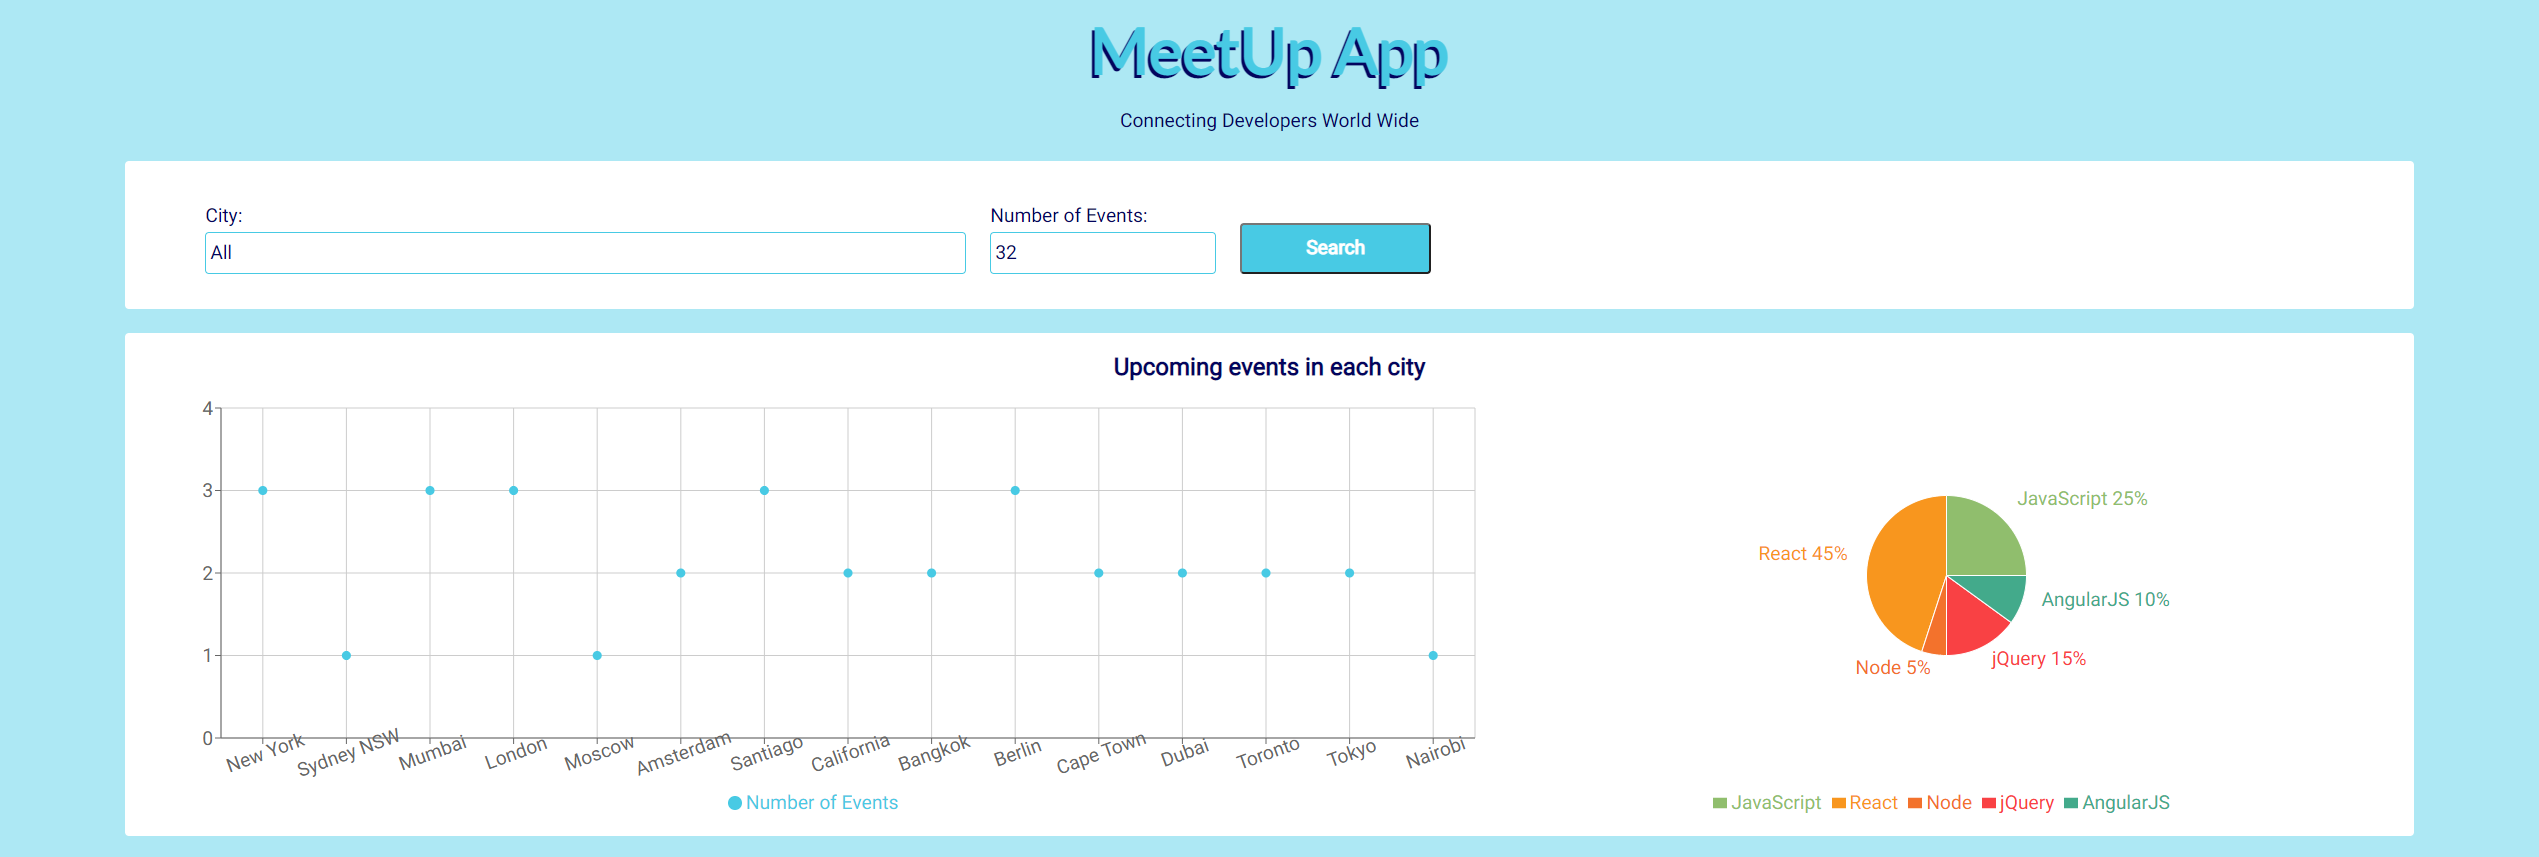 MeetUp App
Connecting Developers World Wide
City:
All
Number of Events:
32
Search
Upcoming events in each city
4
3
2
1
0
New York
Sydney NSW
Mumbai
London
Moscow
Amsterdam
Santiago
California
Bangkok
Berlin
Cape Town
Dubai
Toronto
Tokyo
Nairobi
Number of Events
JavaScript 25%
React 45%
AngularJS 10%
jQuery 15%
Node 5%
JavaScript React Node jQuery AngularJS